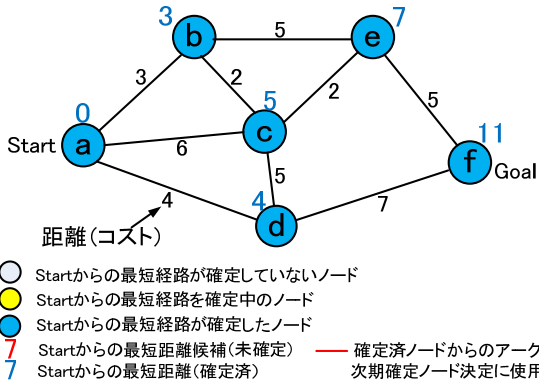 3
7
b
5
e
3
2
5
2
0
c
5
Start
a
6
11
5
f
Goal
4
4
7
d
距離(コスト)
Startからの最短経路が確定していないノード
Startからの最短経路を確定中のノード
Startからの最短経路が確定したノード
7 Startからの最短距離候補(未確定)
確定済ノードからのアーク
7 Startからの最短距離(確定済)
次期確定ノード決定に使用